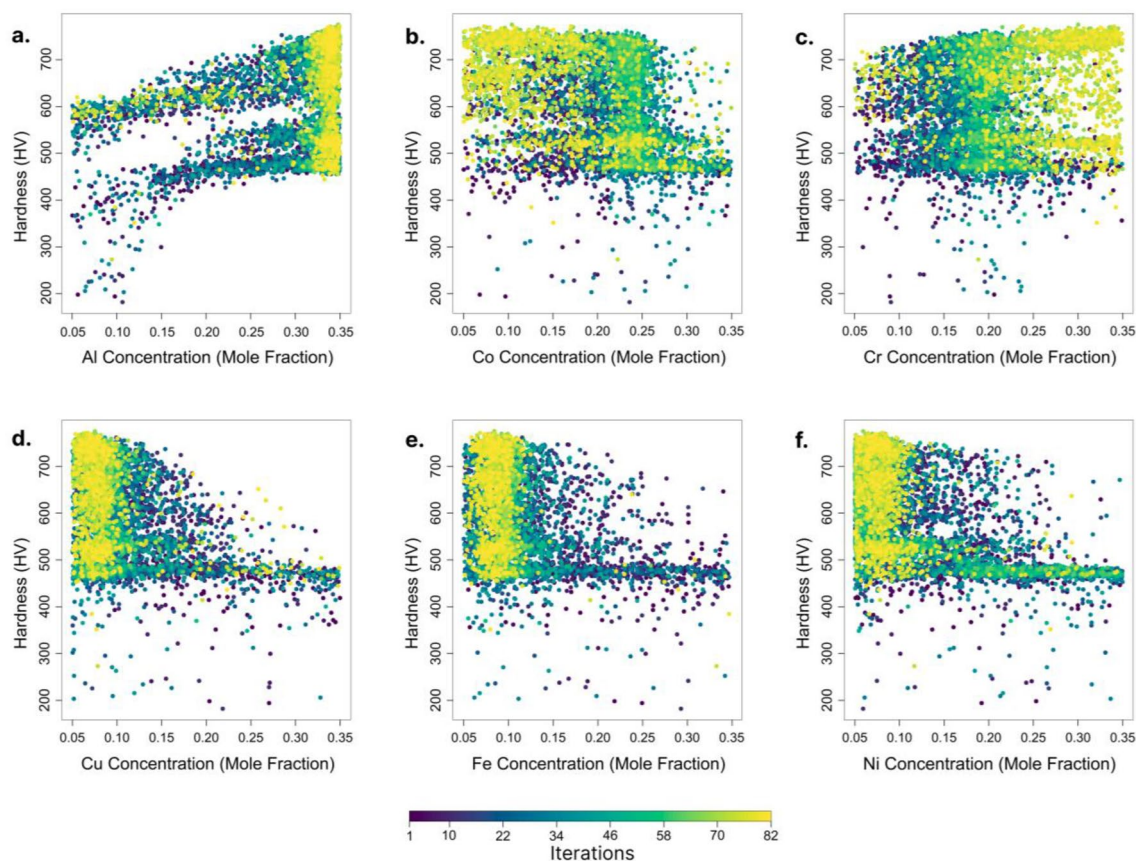 a.
Hardness (HV)
700
600
500
400
300
200
0.05 0.10 0.15 0.20 0.25 0.30 0.35
Al Concentration (Mole Fraction)
b.
Hardness (HV)
700
600
500
400
300
200
0.05 0.10 0.15 0.20 0.25 0.30 0.35
Co Concentration (Mole Fraction)
c.
Hardness (HV)
700
600
500
400
300
200
0.05 0.10 0.15 0.20 0.25 0.30 0.35
Cr Concentration (Mole Fraction)
d.
Hardness (HV)
700
600
500
400
300
200
0.05 0.10 0.15 0.20 0.25 0.30 0.35
Cu Concentration (Mole Fraction)
e.
Hardness (HV)
700
600
500
400
300
200
0.05 0.10 0.15 0.20 0.25 0.30 0.35
Fe Concentration (Mole Fraction)
f.
Hardness (HV)
700
600
500
400
300
200
0.05 0.10 0.15 0.20 0.25 0.30 0.35
Ni Concentration (Mole Fraction)
1 10 22 34 46 58 70 82
Iterations